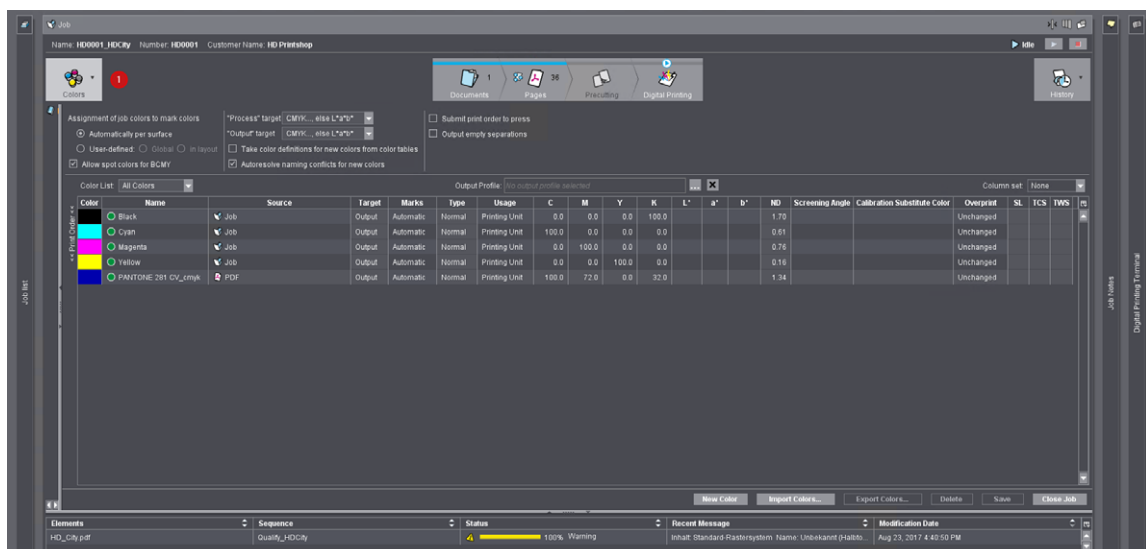 Job
Name: HD0001_HDCity Number: HD0001 Customer Name: HD Printshop
Idle
Colors
1
Documents 1
Pages 36
Precutting
Digital Printing
History
Assignment of job colors to mark colors
Automatically per surface
User-defined: Global in layout
Allow spot colors for BCMY
"Process" target CMYK..., else L*a*b*
"Output" target CMYK..., else L*a*b*
Take color definitions for new colors from color tables
Autoresolve naming conflicts for new colors
Submit print order to press
Output empty separations
Color List: All Colors
Output Profile: No output profile selected
...
Column set: None
Color Name Source Target Marks Type Usage C M Y K L* a* b* ND Screening Angle Calibration Substitute Color Overprint SL TCS TWS
** Print Order **
Black Job Output Automatic Normal Printing Unit 0.0 0.0 0.0 100.0 1.70 Unchanged
Cyan Job Output Automatic Normal Printing Unit 100.0 0.0 0.0 0.0 0.61 Unchanged
Magenta Job Output Automatic Normal Printing Unit 0.0 100.0 0.0 0.0 0.76 Unchanged
Yellow Job Output Automatic Normal Printing Unit 0.0 0.0 100.0 0.0 0.16 Unchanged
PANTONE 281 CV_cmyk PDF Output Automatic Normal Printing Unit 100.0 72.0 0.0 32.0 1.34 Unchanged
New Color Import Colors... Export Colors... Delete Save Close Job
Elements Sequence Status Recent Message Modification Date
HD_City.pdf Qualify_HDCity 100% Warning Inhalt: Standard-Rastersystem Name: Unbekannt (Halbto... Aug 23, 2017 4:40:50 PM
Job list
Job Notes
Digital Printing Terminal